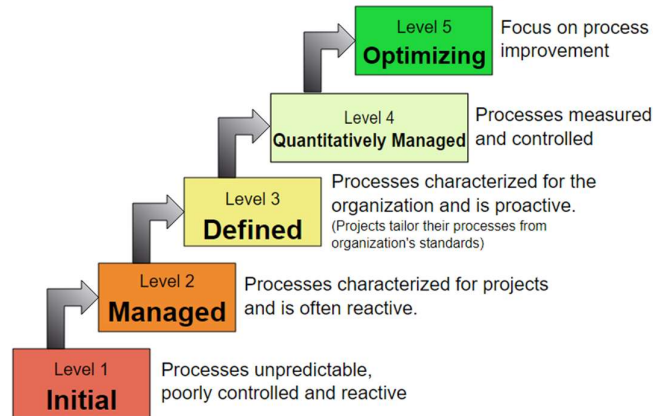 Level 5
Optimizing
Focus on process
improvement
Level 4
Quantitatively Managed
Processes measured
and controlled
Level 3
Defined
Processes characterized for the
organization and is proactive.
(Projects tailor their processes from
organization's standards)
Level 2
Managed
Processes characterized for projects
and is often reactive.
Level 1
Initial
Processes unpredictable,
poorly controlled and reactive